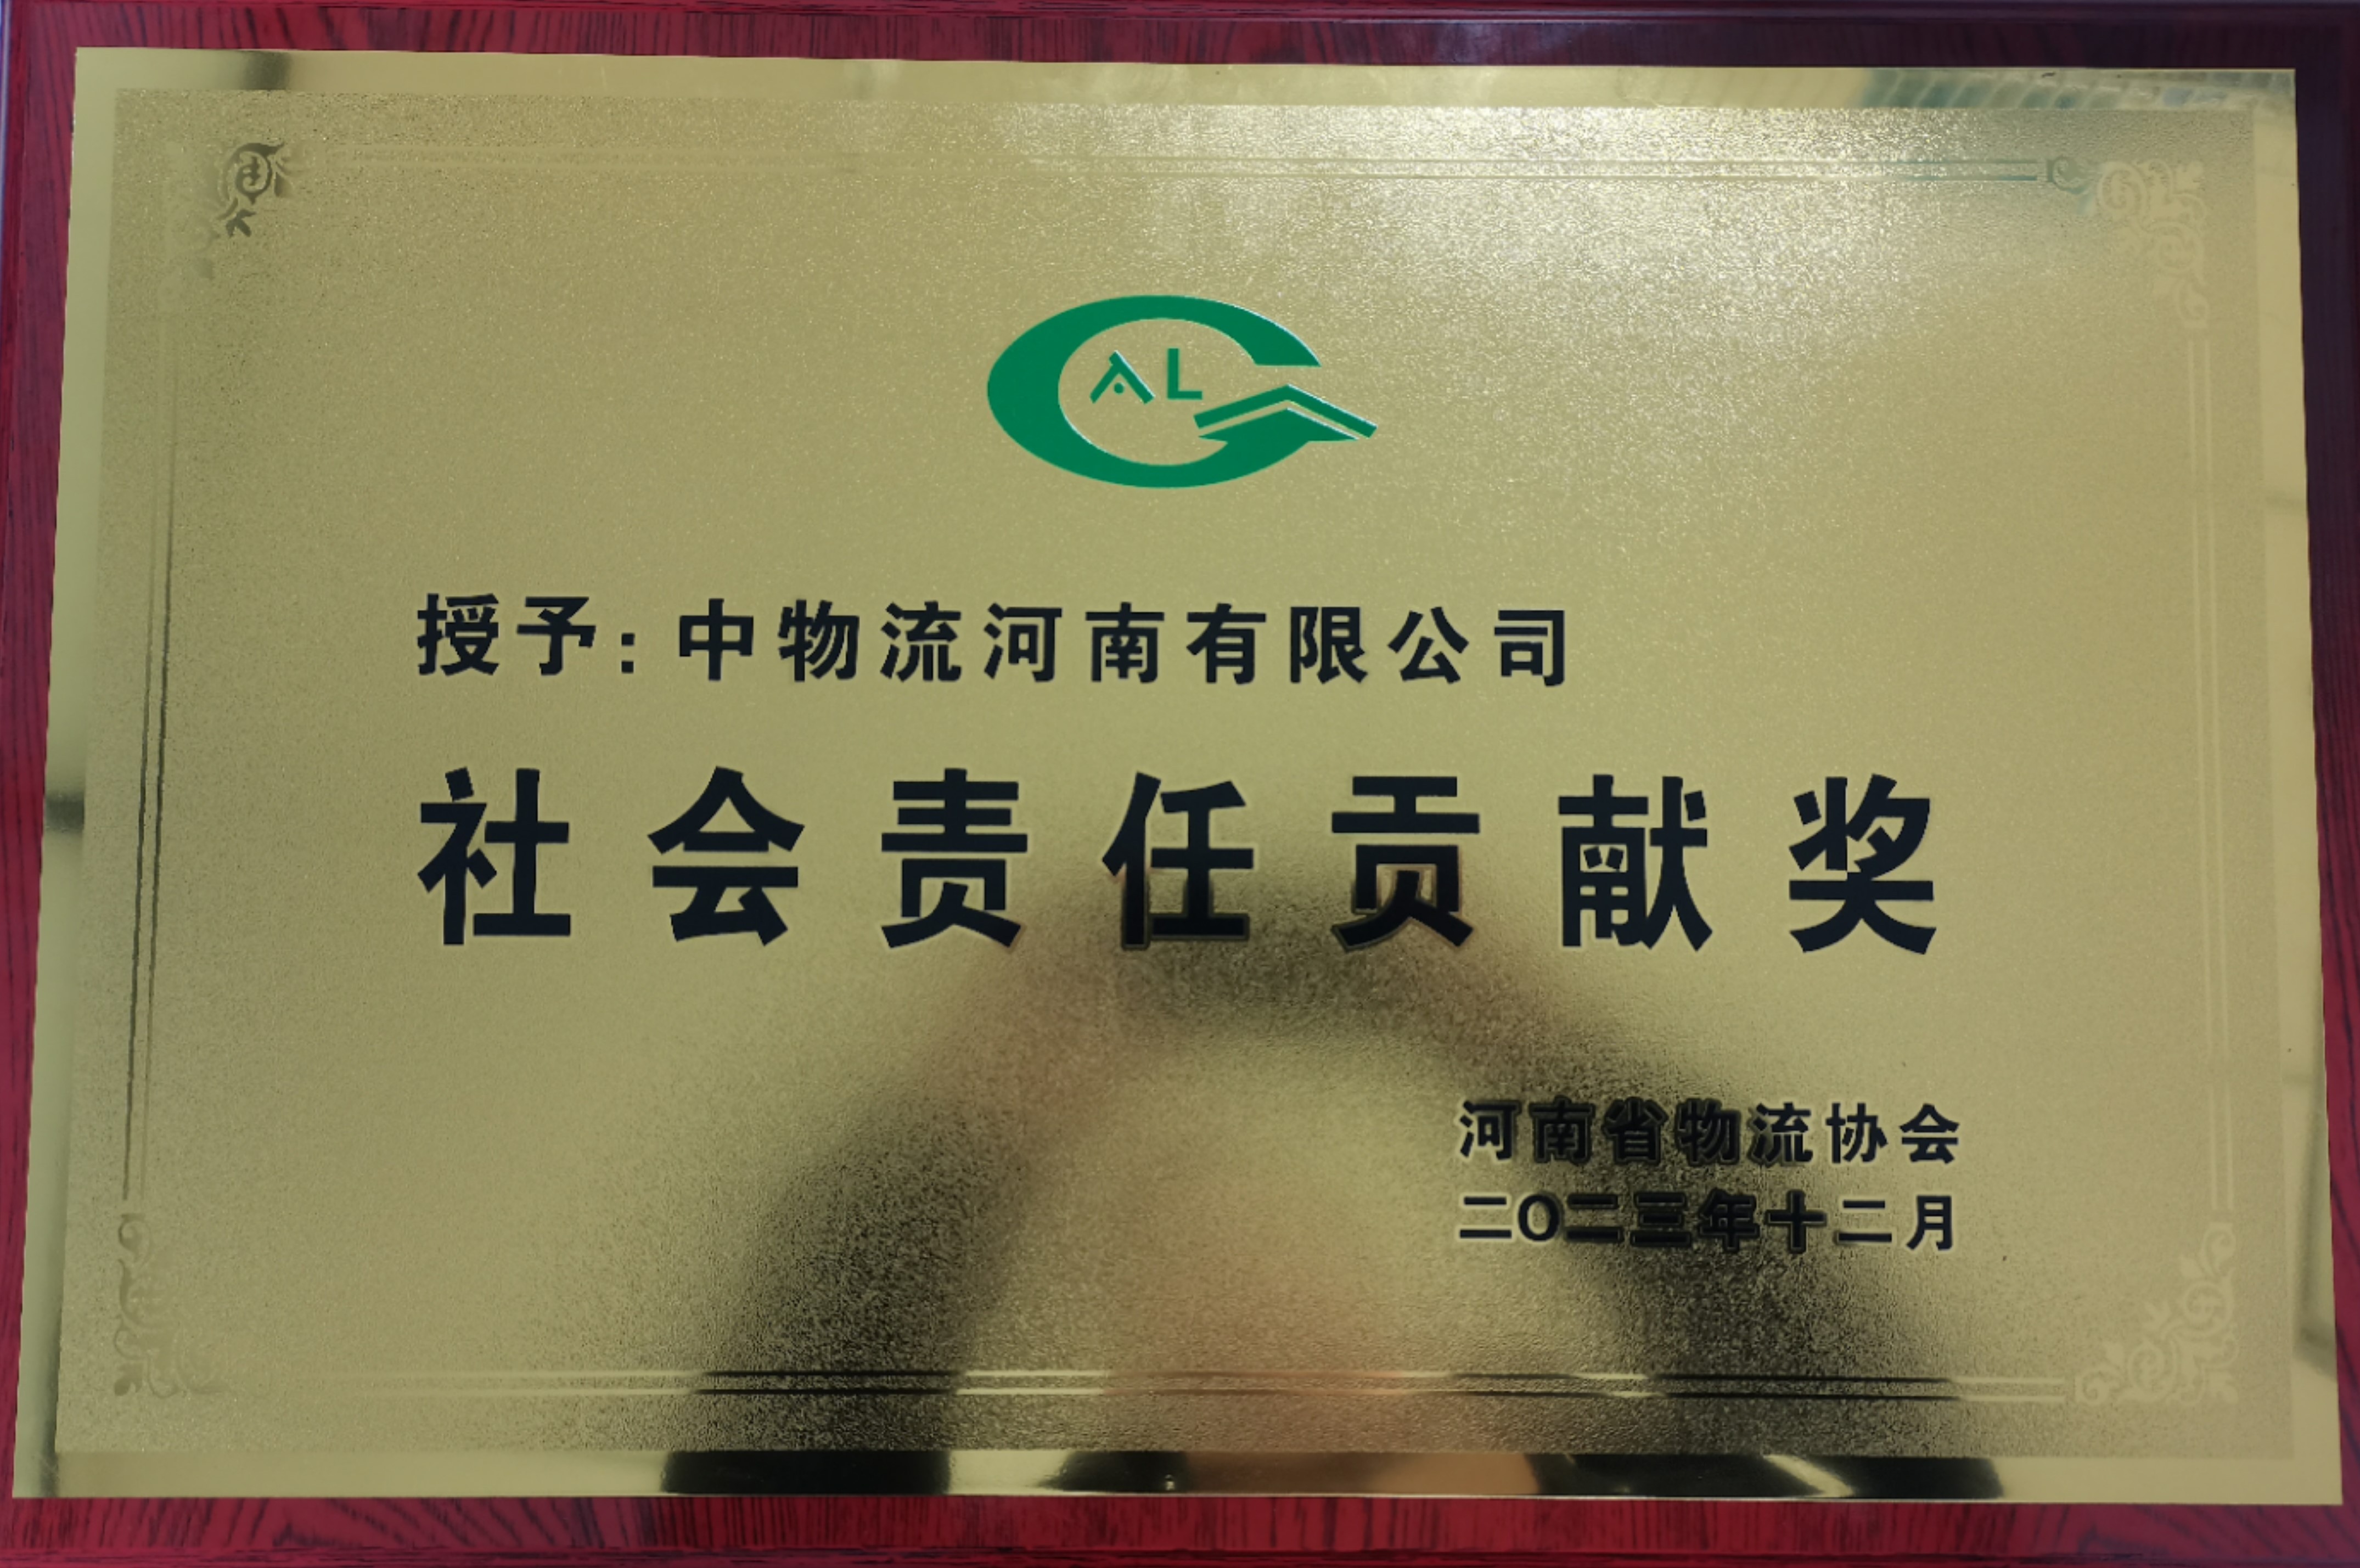 AL
授予:中物流河南有限公司
社会责任贡献奖
河南省物流协会
二〇二三年十二月